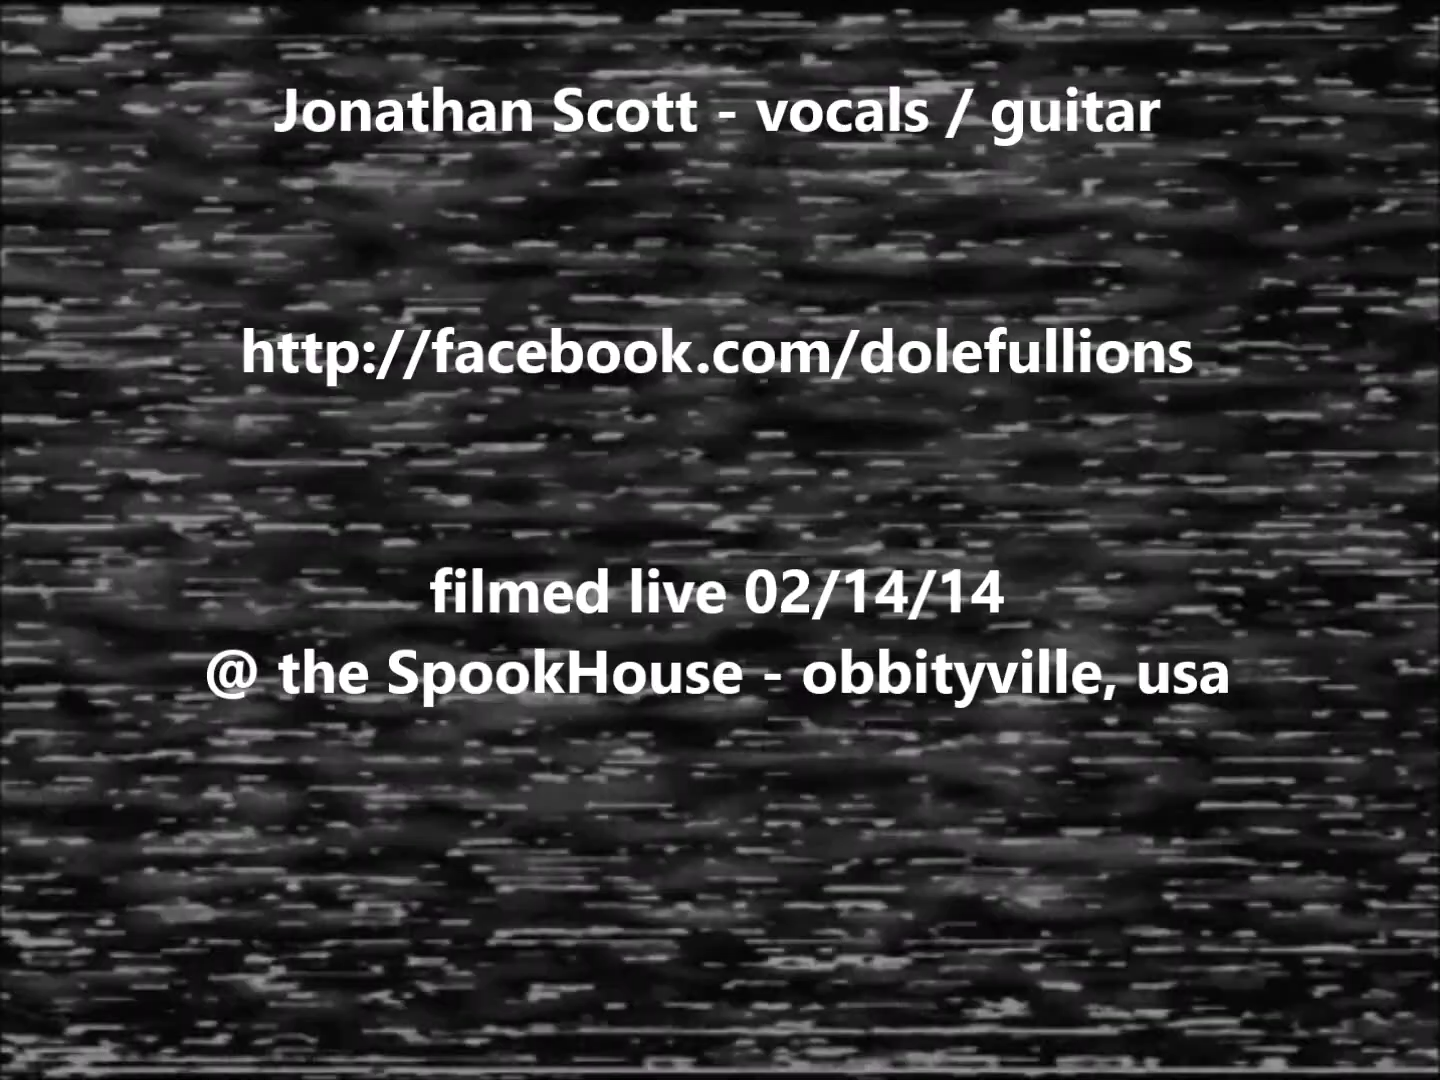 Jonathan Scott - vocals / guitar
http://facebook.com/dolefullions
filmed live 02/14/14
@ the SpookHouse - obbityville, usa